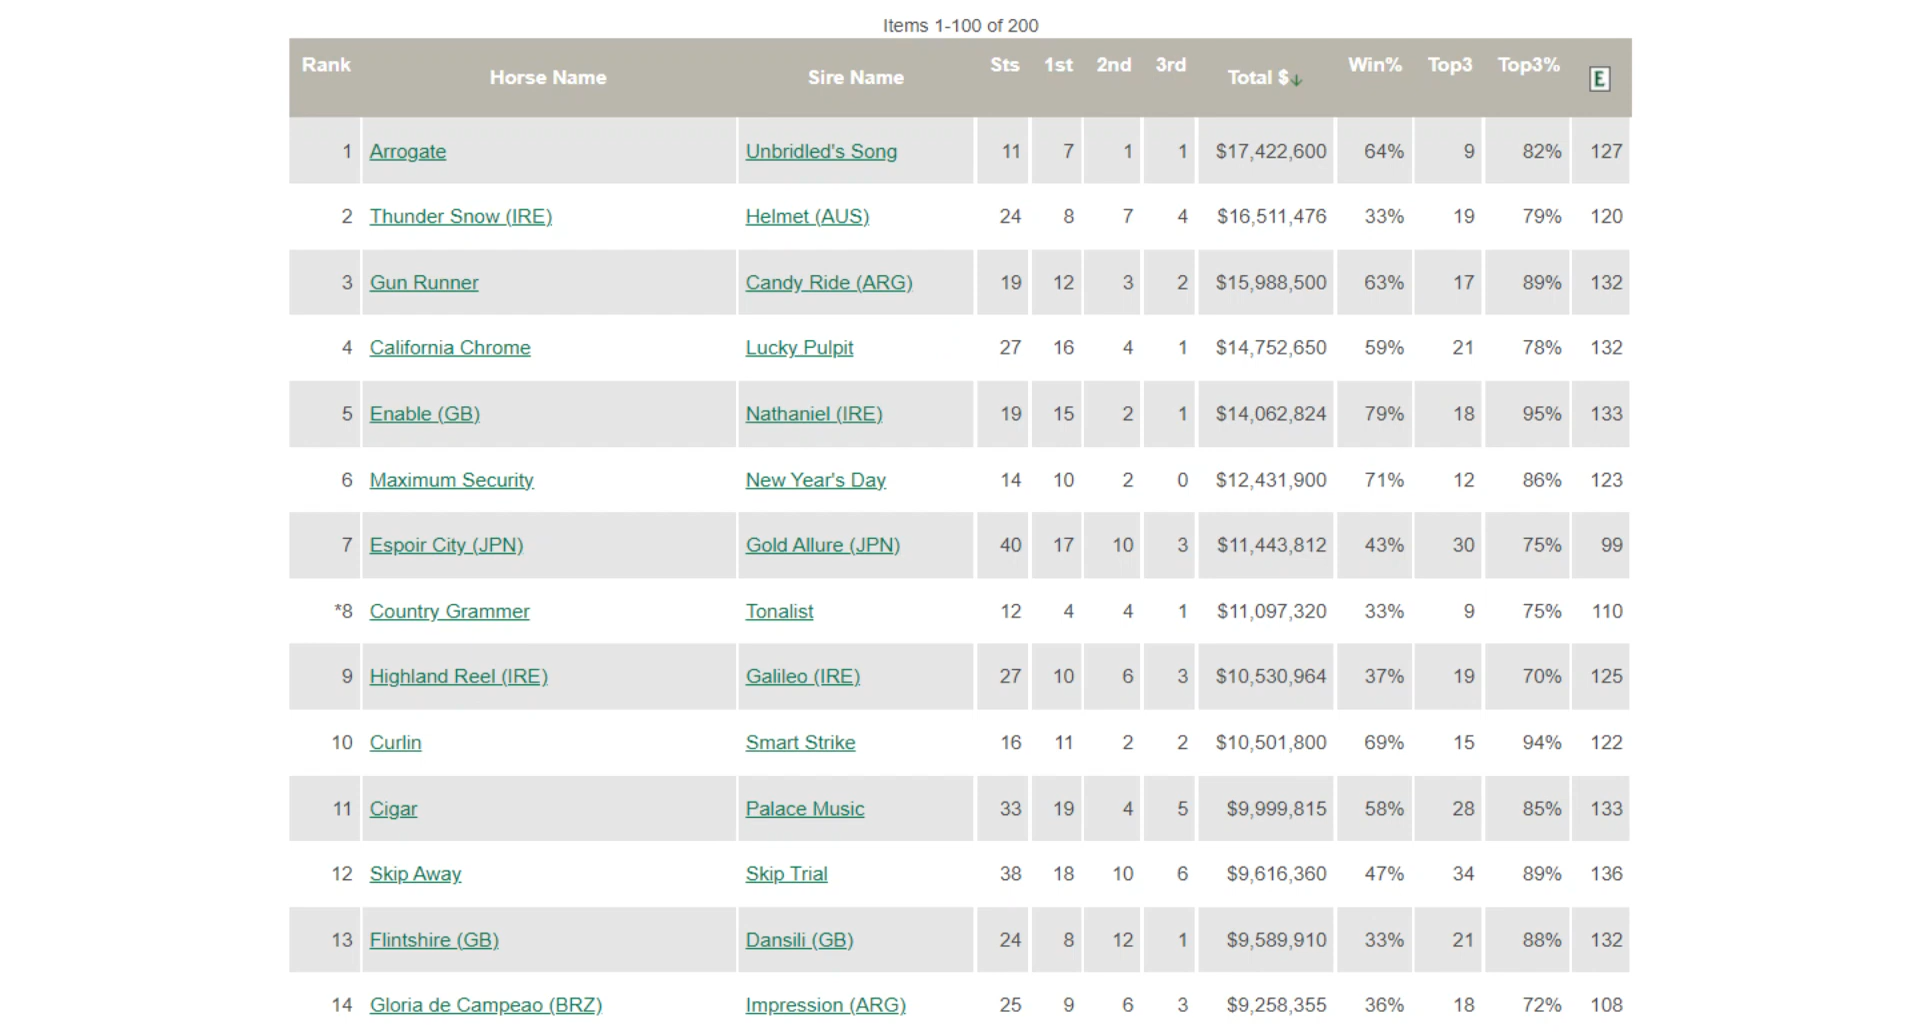 Items 1-100 of 200
Rank Horse Name Sire Name Sts 1st 2nd 3rd Total $↓ Win% Top3 Top3% E
1 Arrogate Unbridled's Song 11 7 1 1 $17,422,600 64% 9 82% 127
2 Thunder Snow (IRE) Helmet (AUS) 24 8 7 4 $16,511,476 33% 19 79% 120
3 Gun Runner Candy Ride (ARG) 19 12 3 2 $15,988,500 63% 17 89% 132
4 California Chrome Lucky Pulpit 27 16 4 1 $14,752,650 59% 21 78% 132
5 Enable (GB) Nathaniel (IRE) 19 15 2 1 $14,062,824 79% 18 95% 133
6 Maximum Security New Year's Day 14 10 2 0 $12,431,900 71% 12 86% 123
7 Espoir City (JPN) Gold Allure (JPN) 40 17 10 3 $11,443,812 43% 30 75% 99
*8 Country Grammer Tonalist 12 4 4 1 $11,097,320 33% 9 75% 110
9 Highland Reel (IRE) Galileo (IRE) 27 10 6 3 $10,530,964 37% 19 70% 125
10 Curlin Smart Strike 16 11 2 2 $10,501,800 69% 15 94% 122
11 Cigar Palace Music 33 19 4 5 $9,999,815 58% 28 85% 133
12 Skip Away Skip Trial 38 18 10 6 $9,616,360 47% 34 89% 136
13 Flintshire (GB) Dansili (GB) 24 8 12 1 $9,589,910 33% 21 88% 132
14 Gloria de Campeao (BRZ) Impression (ARG) 25 9 6 3 $9,258,355 36% 18 72% 108